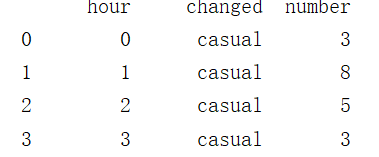 hour changed number
0 0 casual 3
1 1 casual 8
2 2 casual 5
3 3 casual 3